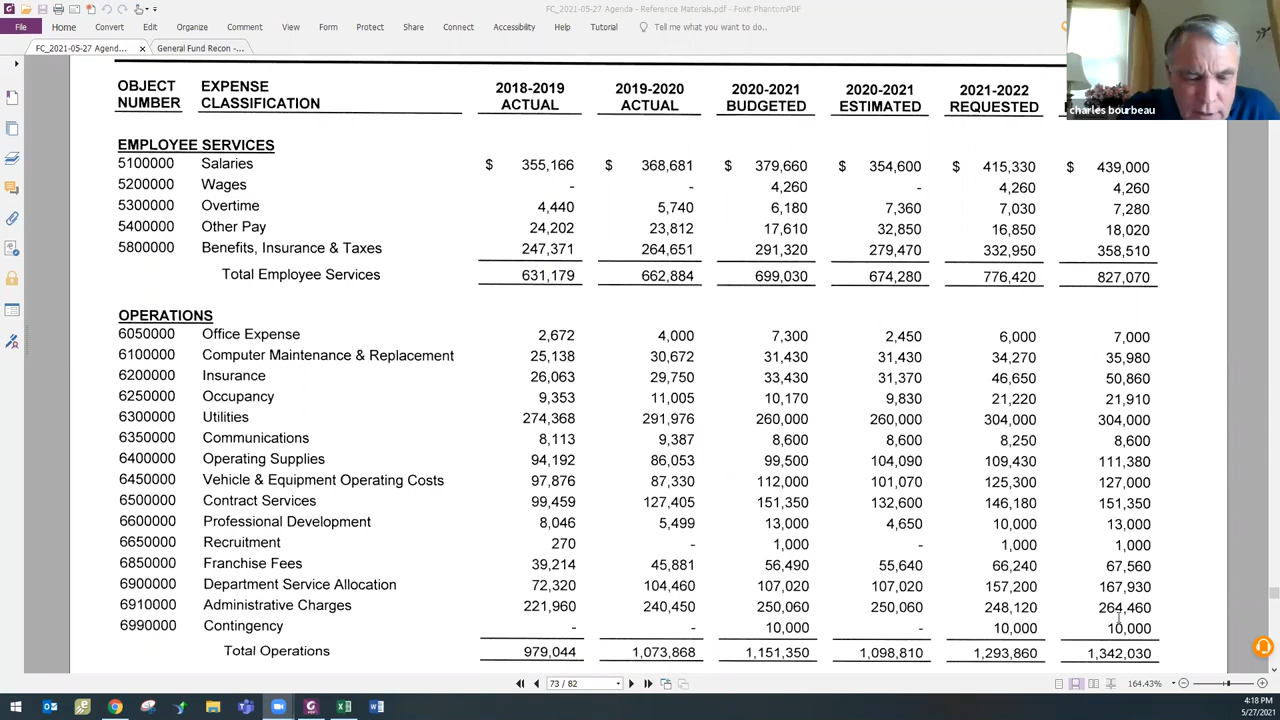 FC_2021-05-27 Agenda - Reference Materials.pdf - Foxit PhantomPDF
File Home Convert Edit Organize Comment View Form Protect Share Connect Accessibility Help Tutorial Tell me what you want to do...
FC_2021-05-27 Agend... × General Fund Recon -...
charles bourbeau
OBJECT NUMBER EXPENSE CLASSIFICATION 2018-2019 ACTUAL 2019-2020 ACTUAL 2020-2021 BUDGETED 2020-2021 ESTIMATED 2021-2022 REQUESTED
EMPLOYEE SERVICES
5100000 Salaries $ 355,166 $ 368,681 $ 379,660 $ 354,600 $ 415,330 $ 439,000
5200000 Wages - - 4,260 - 4,260 4,260
5300000 Overtime 4,440 5,740 6,180 7,360 7,030 7,280
5400000 Other Pay 24,202 23,812 17,610 32,850 16,850 18,020
5800000 Benefits, Insurance & Taxes 247,371 264,651 291,320 279,470 332,950 358,510
Total Employee Services 631,179 662,884 699,030 674,280 776,420 827,070
OPERATIONS
6050000 Office Expense 2,672 4,000 7,300 2,450 6,000 7,000
6100000 Computer Maintenance & Replacement 25,138 30,672 31,430 31,430 34,270 35,980
6200000 Insurance 26,063 29,750 33,430 31,370 46,650 50,860
6250000 Occupancy 9,353 11,005 10,170 9,830 21,220 21,910
6300000 Utilities 274,368 291,976 260,000 260,000 304,000 304,000
6350000 Communications 8,113 9,387 8,600 8,600 8,250 8,600
6400000 Operating Supplies 94,192 86,053 99,500 104,090 109,430 111,380
6450000 Vehicle & Equipment Operating Costs 97,876 87,330 112,000 101,070 125,300 127,000
6500000 Contract Services 99,459 127,405 151,350 132,600 146,180 151,350
6600000 Professional Development 8,046 5,499 13,000 4,650 10,000 13,000
6650000 Recruitment 270 - 1,000 - 1,000 1,000
6850000 Franchise Fees 39,214 45,881 56,490 55,640 66,240 67,560
6900000 Department Service Allocation 72,320 104,460 107,020 107,020 157,200 167,930
6910000 Administrative Charges 221,960 240,450 250,060 250,060 248,120 264,460
6990000 Contingency - - 10,000 - 10,000 10,000
Total Operations 979,044 1,073,868 1,151,350 1,098,810 1,293,860 1,342,030
73 / 82 164.43%
4:18 PM
5/27/2021